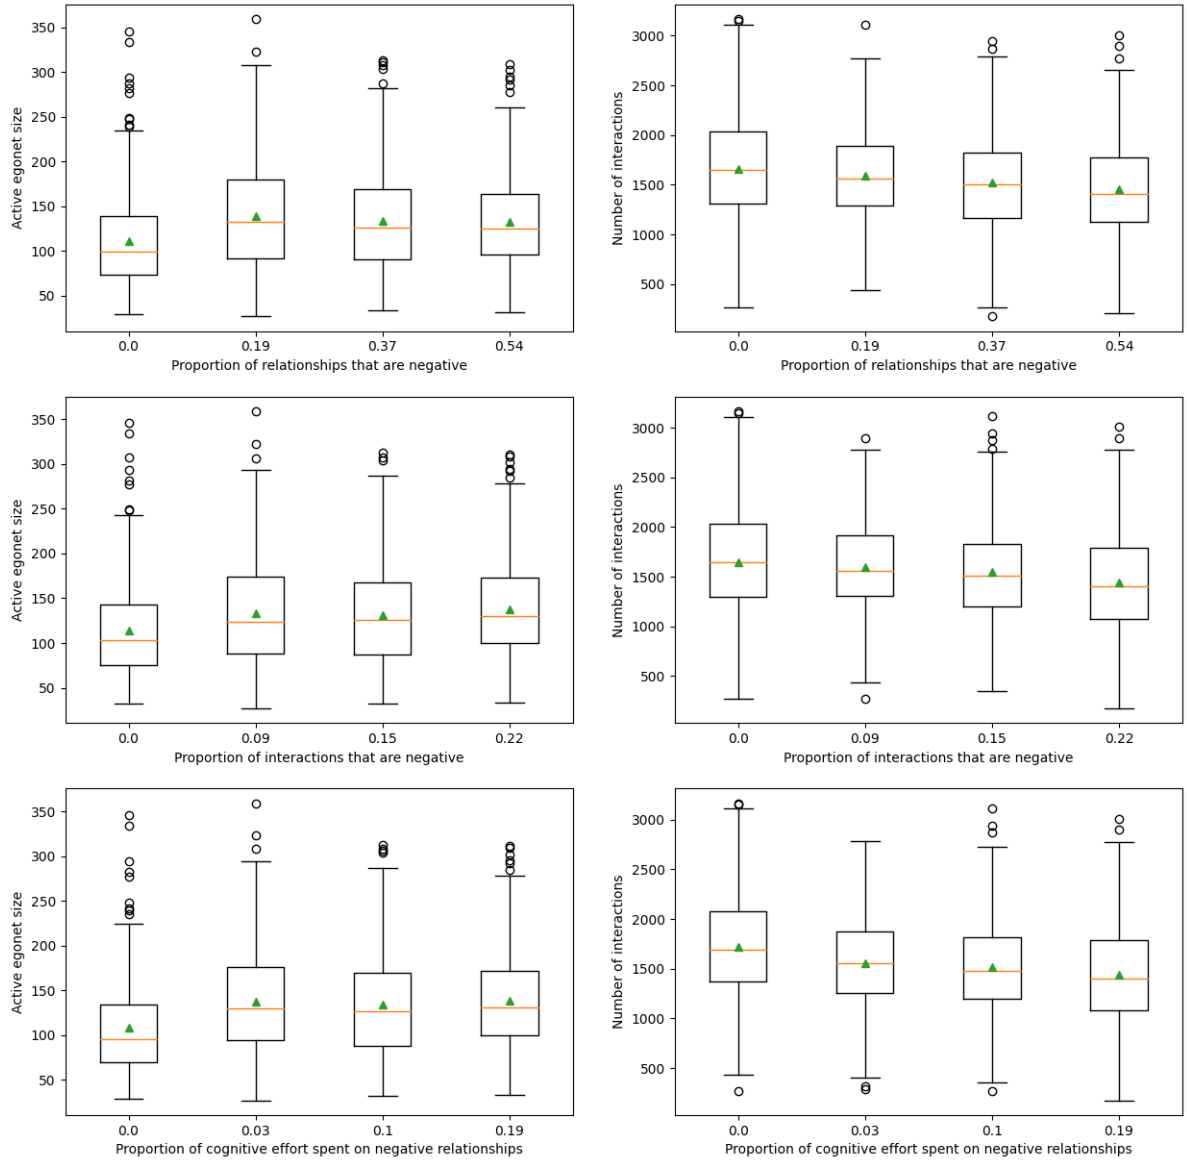 350
300
250
200
150
100
50
Active egonet size
0.0 0.19 0.37 0.54
Proportion of relationships that are negative
3000
2500
2000
1500
1000
500
Number of interactions
0.0 0.19 0.37 0.54
Proportion of relationships that are negative
350
300
250
200
150
100
50
Active egonet size
0.0 0.09 0.15 0.22
Proportion of interactions that are negative
3000
2500
2000
1500
1000
500
Number of interactions
0.0 0.09 0.15 0.22
Proportion of interactions that are negative
350
300
250
200
150
100
50
Active egonet size
0.0 0.03 0.1 0.19
Proportion of cognitive effort spent on negative relationships
3000
2500
2000
1500
1000
500
Number of interactions
0.0 0.03 0.1 0.19
Proportion of cognitive effort spent on negative relationships